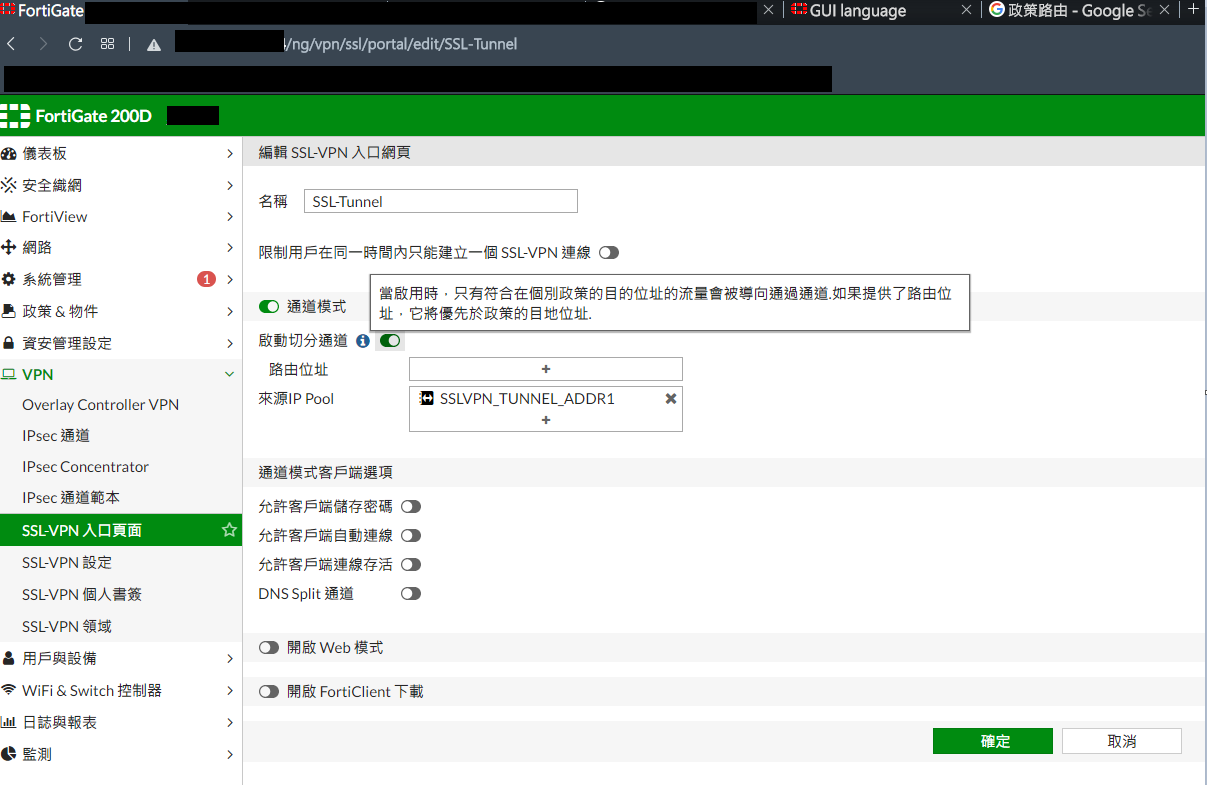 FortiGate
GUI language
政策路由 - Google Se
/ng/vpn/ssl/portal/edit/SSL-Tunnel
FortiGate 200D
儀表板
安全織網
FortiView
網路
系統管理 1
政策 & 物件
資安管理設定
VPN
Overlay Controller VPN
IPsec 通道
IPsec Concentrator
IPsec 通道範本
SSL-VPN 入口頁面
SSL-VPN 設定
SSL-VPN 個人書簽
SSL-VPN 領域
用戶與設備
WiFi & Switch 控制器
日誌與報表
監測
編輯 SSL-VPN 入口網頁
名稱 SSL-Tunnel
限制用戶在同一時間內只能建立一個 SSL-VPN 連線
當啟用時，只有符合在個別政策的目的位址的流量會被導向通過通道.如果提供了路由位
址，它將優先於政策的目地位址.
通道模式
啟動切分通道
路由位址 +
來源IP Pool SSLVPN_TUNNEL_ADDR1
+
通道模式客戶端選項
允許客戶端儲存密碼
允許客戶端自動連線
允許客戶端連線存活
DNS Split 通道
開啟 Web 模式
開啟 FortiClient 下載
確定 取消